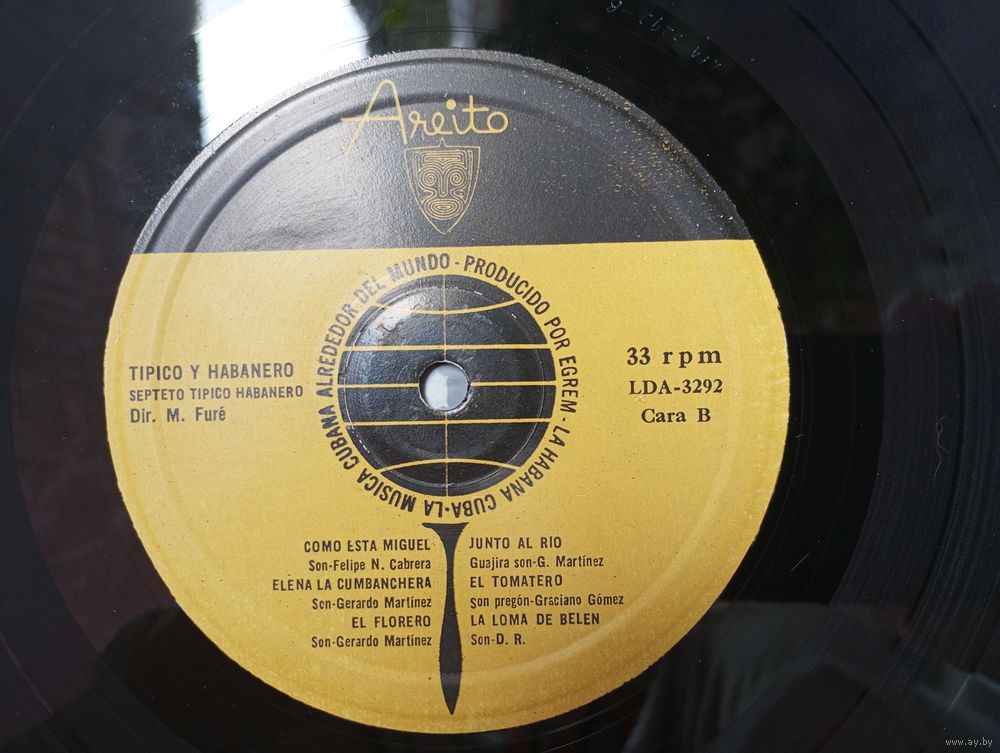 Areito
LA MUSICA CUBANA ALREDEDOR DEL MUNDO - PRODUCIDO POR EGREM - LA HABANA CUBA -
TIPICO Y HABANERO
SEPTETO TIPICO HABANERO
Dir. M. Furé
33 rpm
LDA-3292
Cara B
COMO ESTA MIGUEL
Son-Felipe N. Cabrera
ELENA LA CUMBANCHERA
Son-Gerardo Martínez
EL FLORERO
Son-Gerardo Martínez
JUNTO AL RIO
Guajira son-G. Martínez
EL TOMATERO
Son pregón-Graciano Gómez
LA LOMA DE BELEN
Son-D. R.
www.ay.by